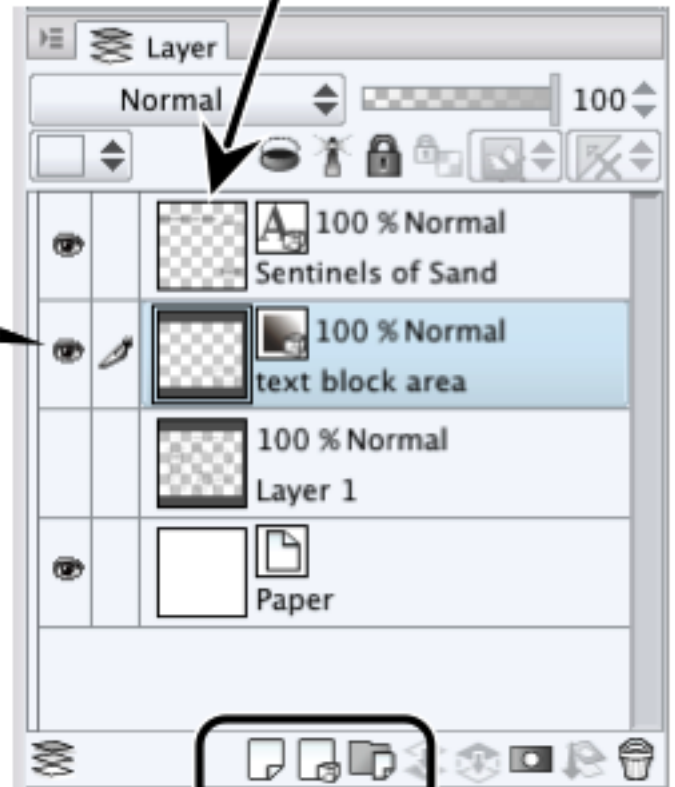 Layer
Normal 100
A 100 % Normal
Sentinels of Sand
100 % Normal
text block area
100 % Normal
Layer 1
Paper